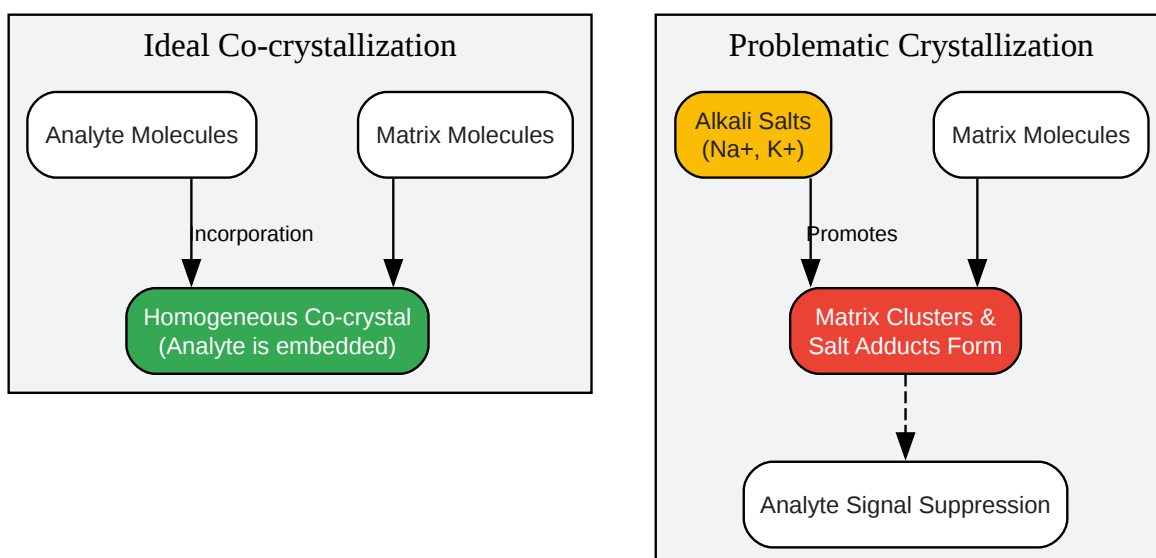 Ideal Co-crystallization
Analyte Molecules
Matrix Molecules
Incorporation
Homogeneous Co-crystal
(Analyte is embedded)
Problematic Crystallization
Alkali Salts
(Na+, K+)
Matrix Molecules
Promotes
Matrix Clusters &
Salt Adducts Form
Analyte Signal Suppression